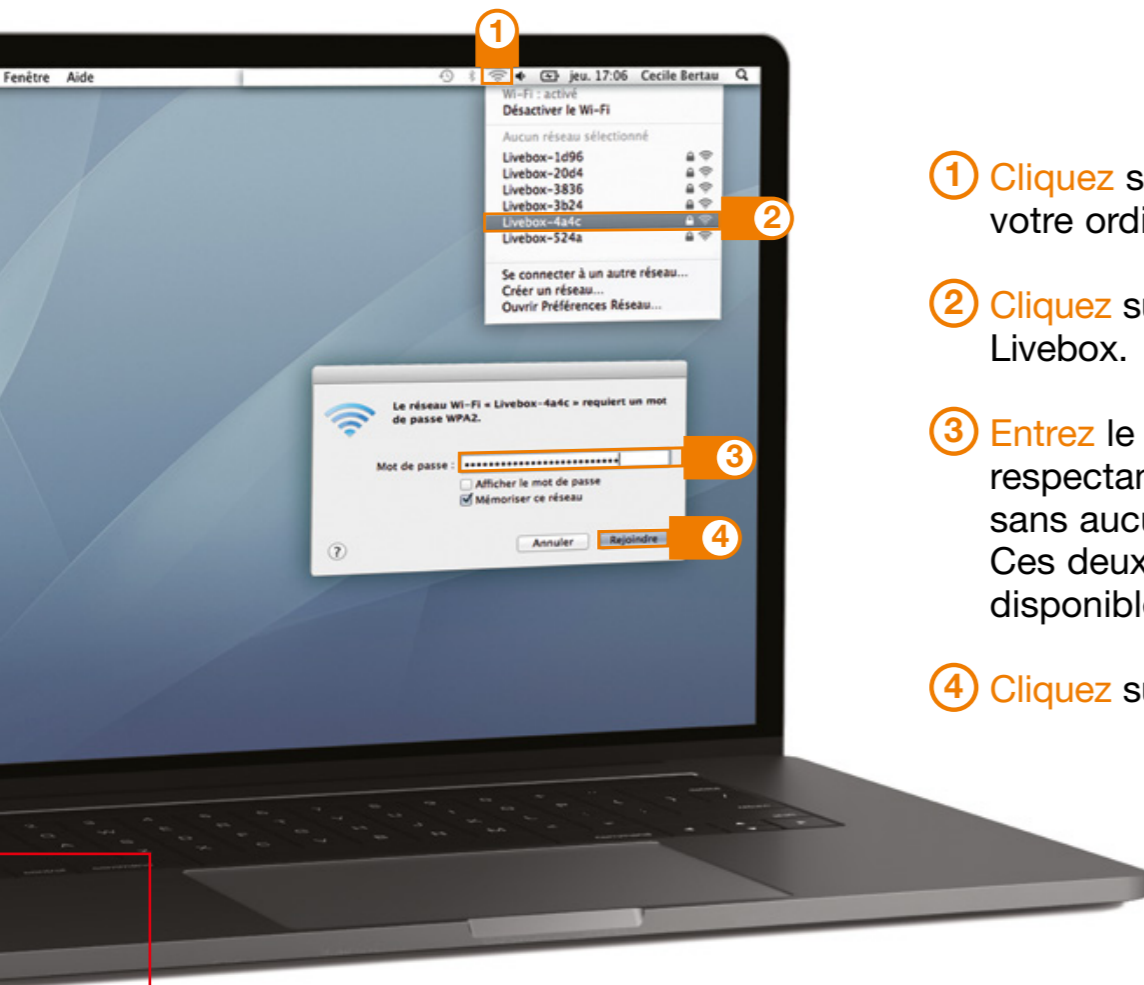 1
Fenêtre Aide
jeu. 17:06 Cecile Bertau
Wi-Fi : activé
Désactiver le Wi-Fi
Aucun réseau sélectionné
Livebox-1d96
Livebox-20d4
Livebox-3836
Livebox-3b24
Livebox-4a4c
2
Livebox-524a
Se connecter à un autre réseau...
Créer un réseau...
Ouvrir Préférences Réseau...
Le réseau Wi-Fi « Livebox-4a4c » requiert un mot
de passe WPA2.
Mot de passe : ••••••••••••••••••••••••••
3
Afficher le mot de passe
Mémoriser ce réseau
?
Annuler Rejoindre
4
1 Cliquez s
votre ordi
2 Cliquez su
Livebox.
3 Entrez le
respectan
sans aucu
Ces deux
disponible
4 Cliquez su